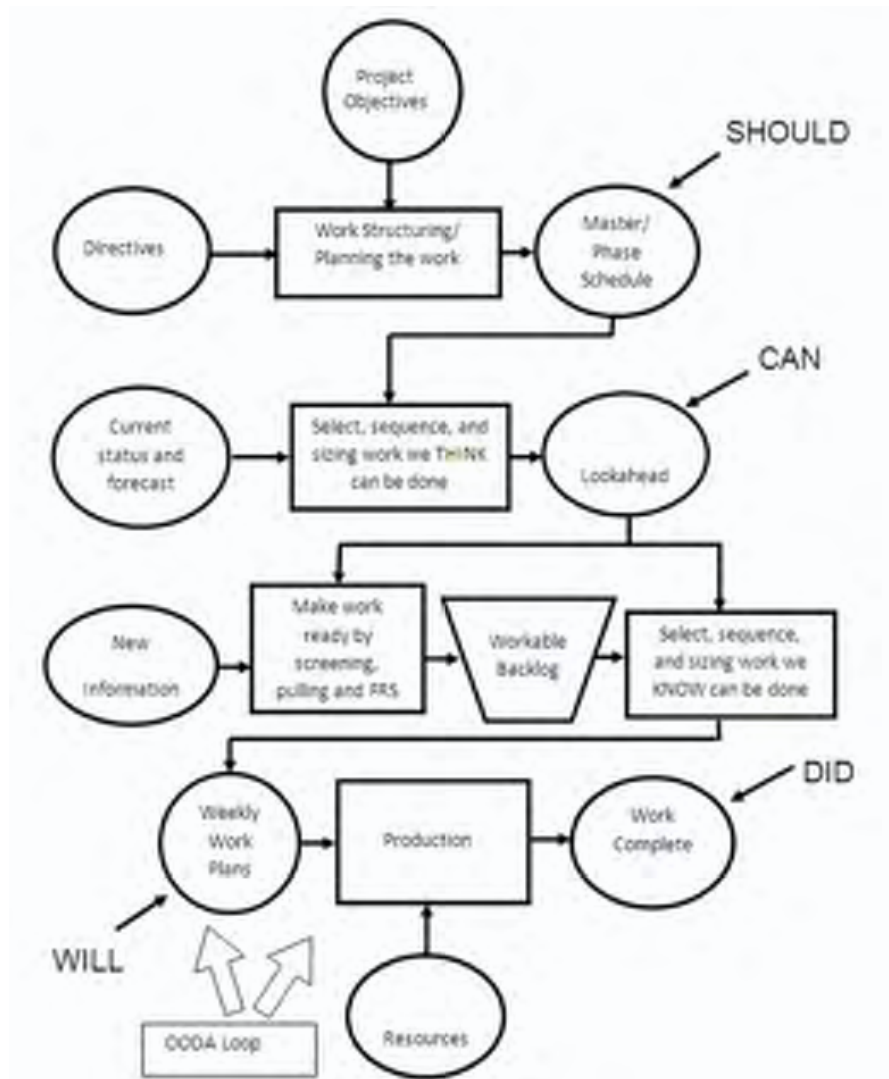 Project
Objectives
SHOULD
Directives
Work Structuring/
Planning the work
Master/
Phase
Schedule
CAN
Current
status and
forecast
Select, sequence, and
sizing work we THINK
can be done
Lookahead
New
Information
Make work
ready by
screening,
pulling and FRS
Workable
Backlog
Select, sequence,
and sizing work we
KNOW can be done
DID
Weekly
Work
Plans
Production
Work
Complete
WILL
OODA Loop
Resources